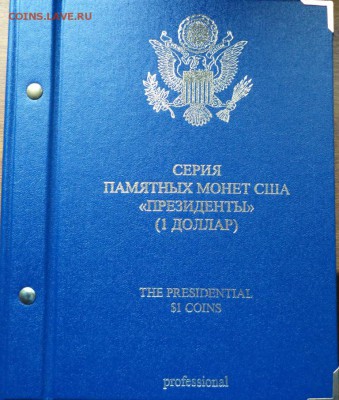 COINS.LAVE.RU
СЕРИЯ
ПАМЯТНЫХ МОНЕТ США
«ПРЕЗИДЕНТЫ»
(1 ДОЛЛАР)
THE PRESIDENTIAL
$1 COINS
professional